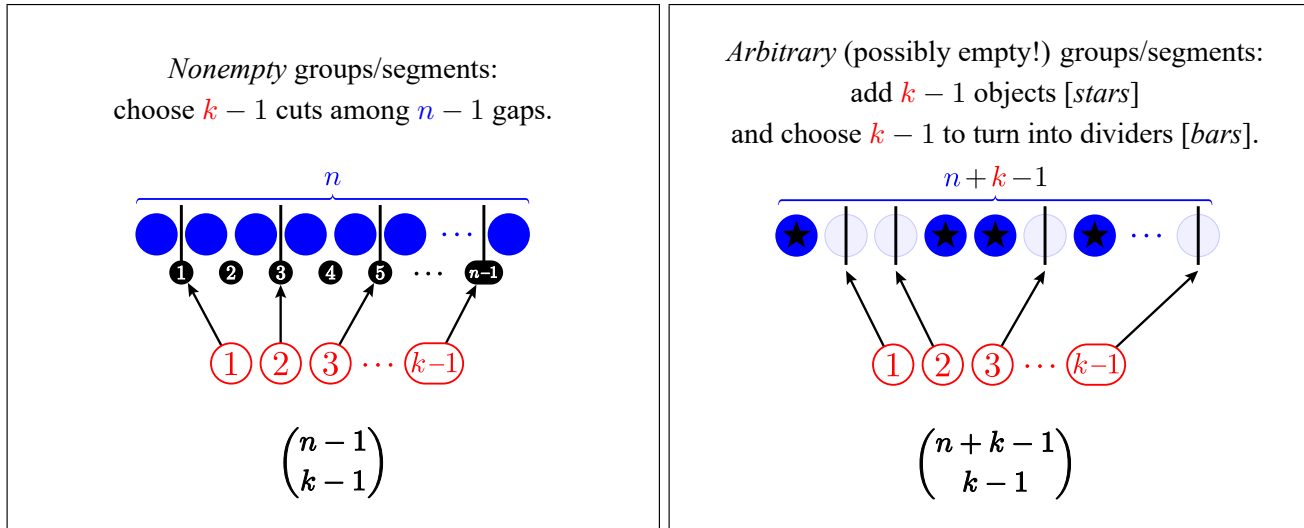 Nonempty groups/segments:
choose k − 1 cuts among n − 1 gaps.
n
⋯
1 2 3 4 5 ⋯ n−1
1 2 3 ⋯ k−1
(n − 1
k − 1)
Arbitrary (possibly empty!) groups/segments:
add k − 1 objects [stars]
and choose k − 1 to turn into dividers [bars].
n + k − 1
⋯
1 2 3 ⋯ k−1
(n + k − 1
k − 1)